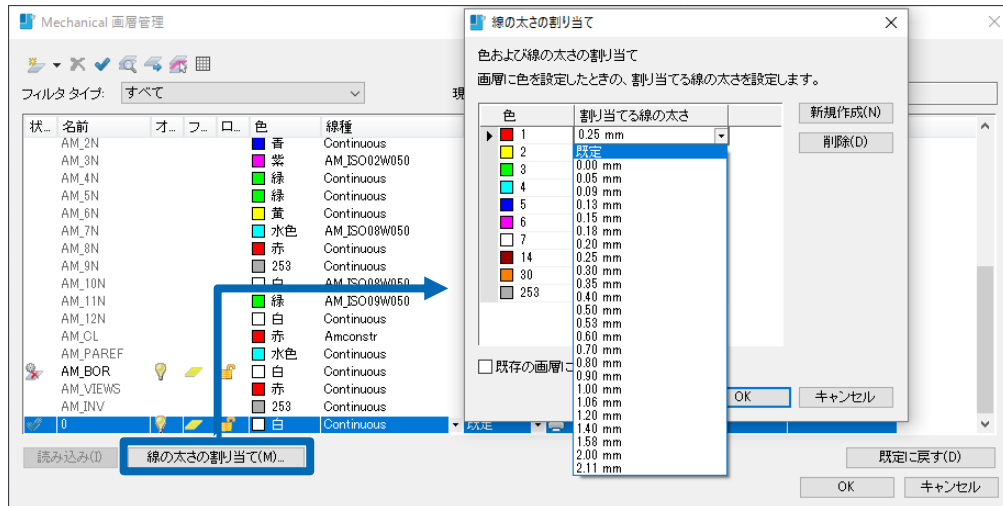 Mechanical 画層管理
フィルタ タイプ: すべて
現
状... 名前 オ... フ... ロ... 色 線種
AM_2N 青 Continuous
AM_3N 紫 AM_ISO02W050
AM_4N 緑 Continuous
AM_5N 緑 Continuous
AM_6N 黄 Continuous
AM_7N 水色 AM_ISO08W050
AM_8N 赤 Continuous
AM_9N 253 Continuous
AM_10N 白 AM_ISO08W050
AM_11N 緑 AM_ISO09W050
AM_12N 白 Continuous
AM_CL 赤 Amconstr
AM_PAREF 水色 Continuous
AM_BOR 白 Continuous
AM_VIEWS 赤 Continuous
AM_INV 253 Continuous
0 白 Continuous 既定
読み込み(I) 線の太さの割り当て(M)... 既定に戻す(D)
OK キャンセル
線の太さの割り当て
色および線の太さの割り当て
画層に色を設定したときの、割り当てる線の太さを設定します。
色 割り当てる線の太さ
新規作成(N)
削除(D)
1 0.25 mm
2
3
4
5
6
7
14
30
253
既定
0.00 mm
0.05 mm
0.09 mm
0.13 mm
0.15 mm
0.18 mm
0.20 mm
0.25 mm
0.30 mm
0.35 mm
0.40 mm
0.50 mm
0.53 mm
0.60 mm
0.70 mm
0.80 mm
0.90 mm
1.00 mm
1.06 mm
1.20 mm
1.40 mm
1.58 mm
2.00 mm
2.11 mm
既存の画層に
OK キャンセル